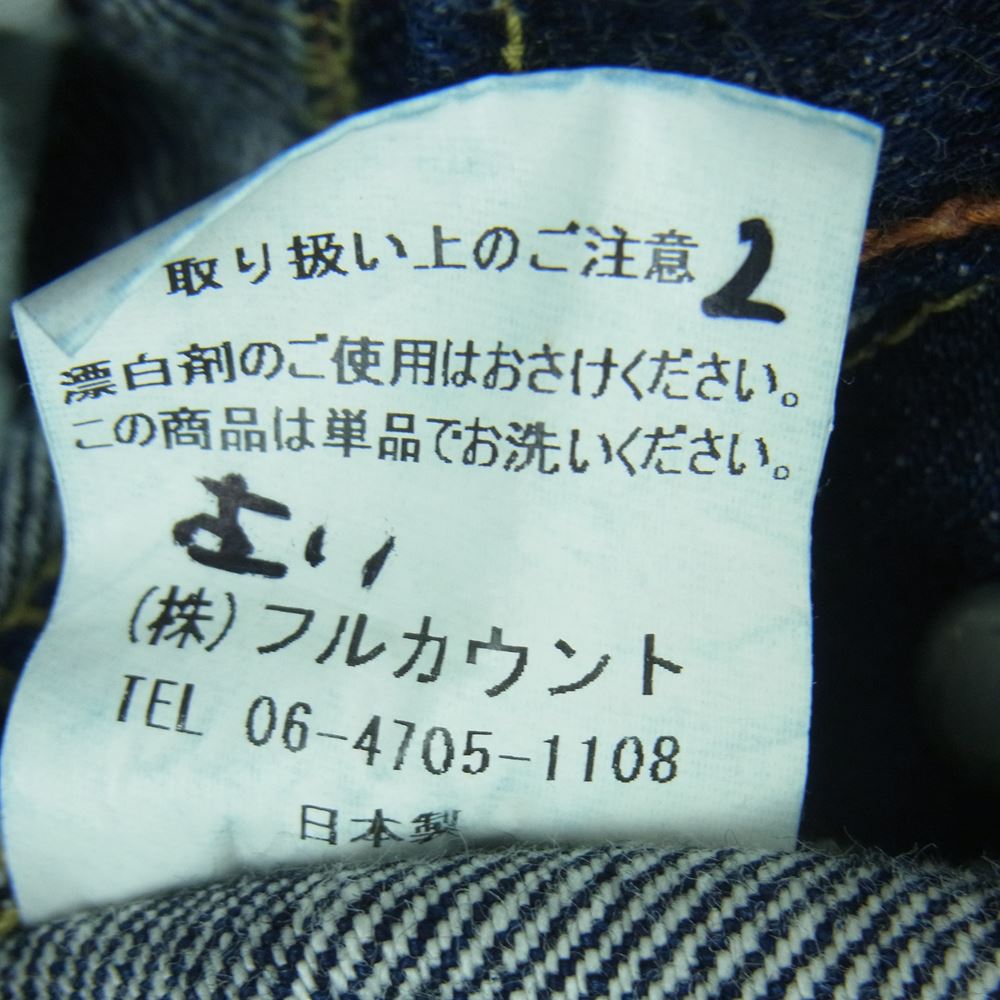 取り扱い上のご注意 2
漂白剤のご使用はおさけください。
この商品は単品でお洗いください。
(株)フルカウント
TEL 06-4705-1108
日本製